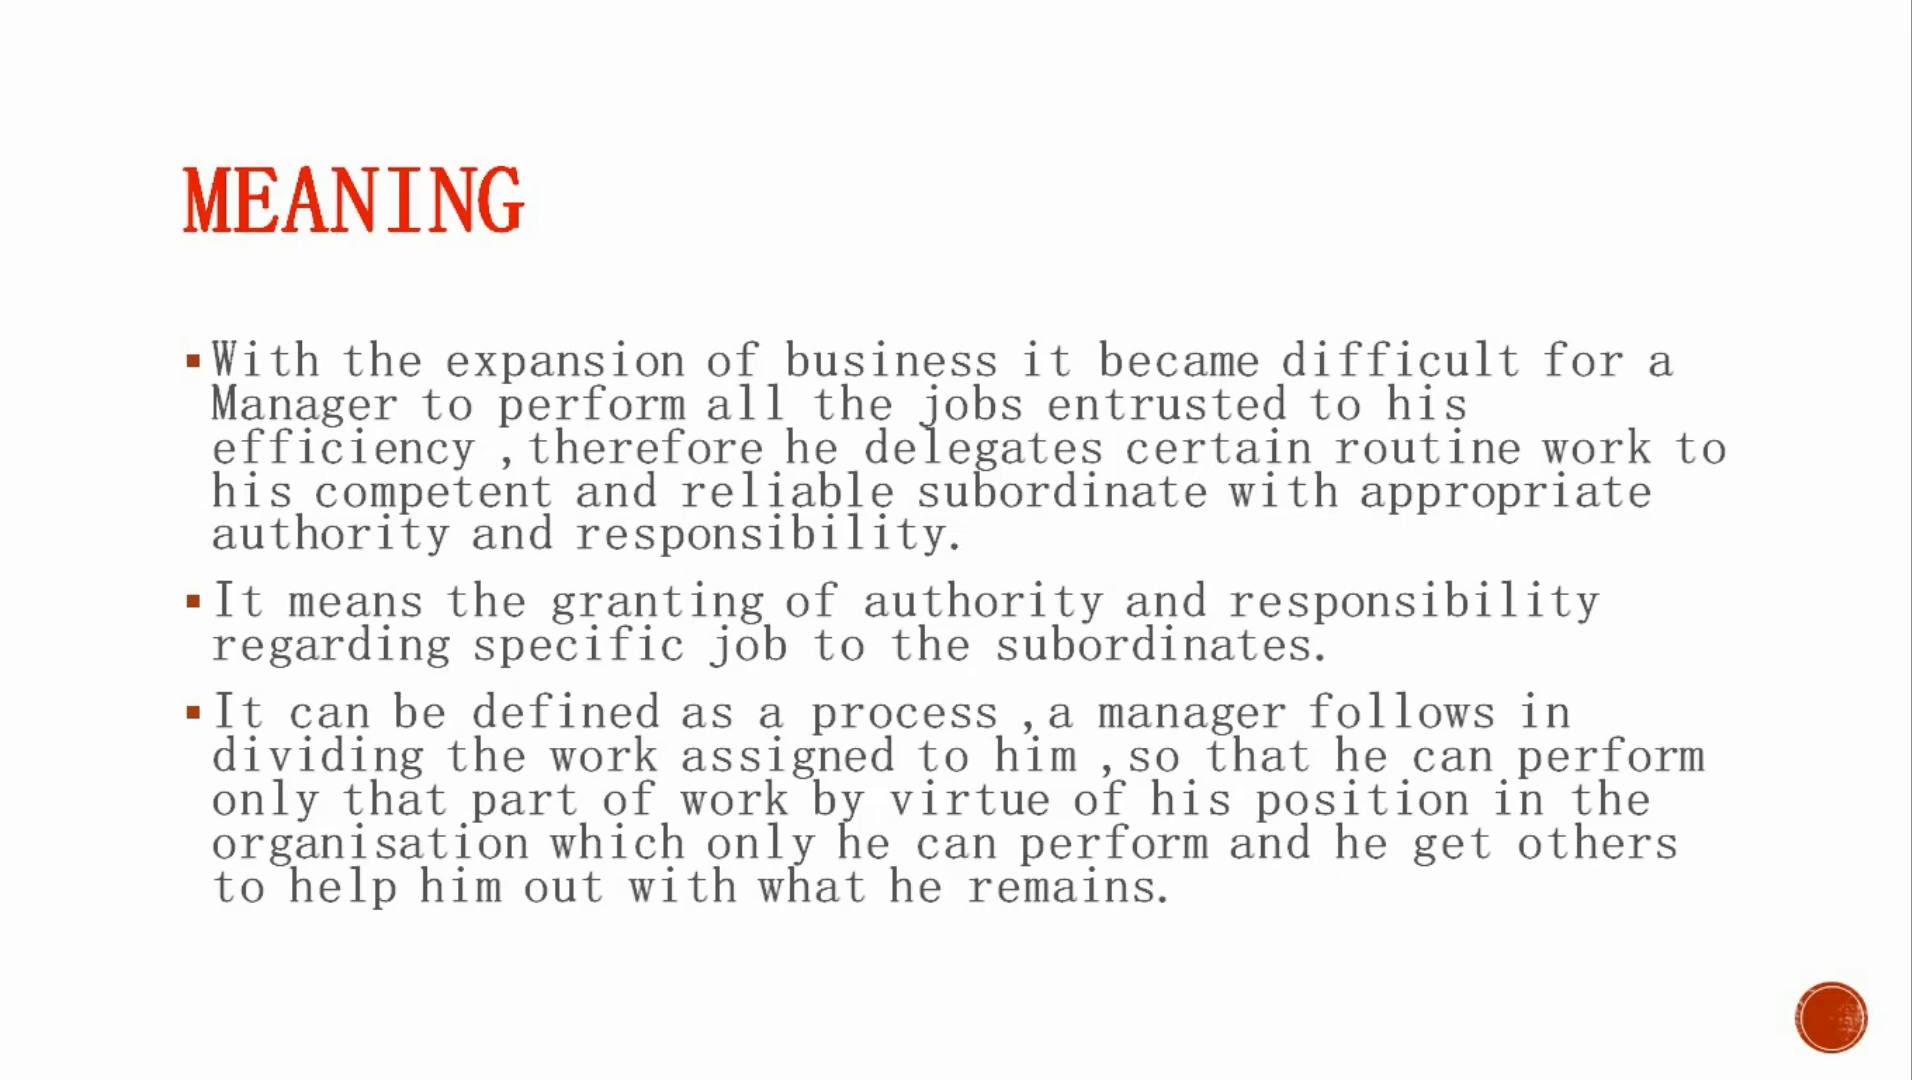 MEANING
▪With the expansion of business it became difficult for a
Manager to perform all the jobs entrusted to his
efficiency ,therefore he delegates certain routine work to
his competent and reliable subordinate with appropriate
authority and responsibility.
▪It means the granting of authority and responsibility
regarding specific job to the subordinates.
▪It can be defined as a process ,a manager follows in
dividing the work assigned to him ,so that he can perform
only that part of work by virtue of his position in the
organisation which only he can perform and he get others
to help him out with what he remains.